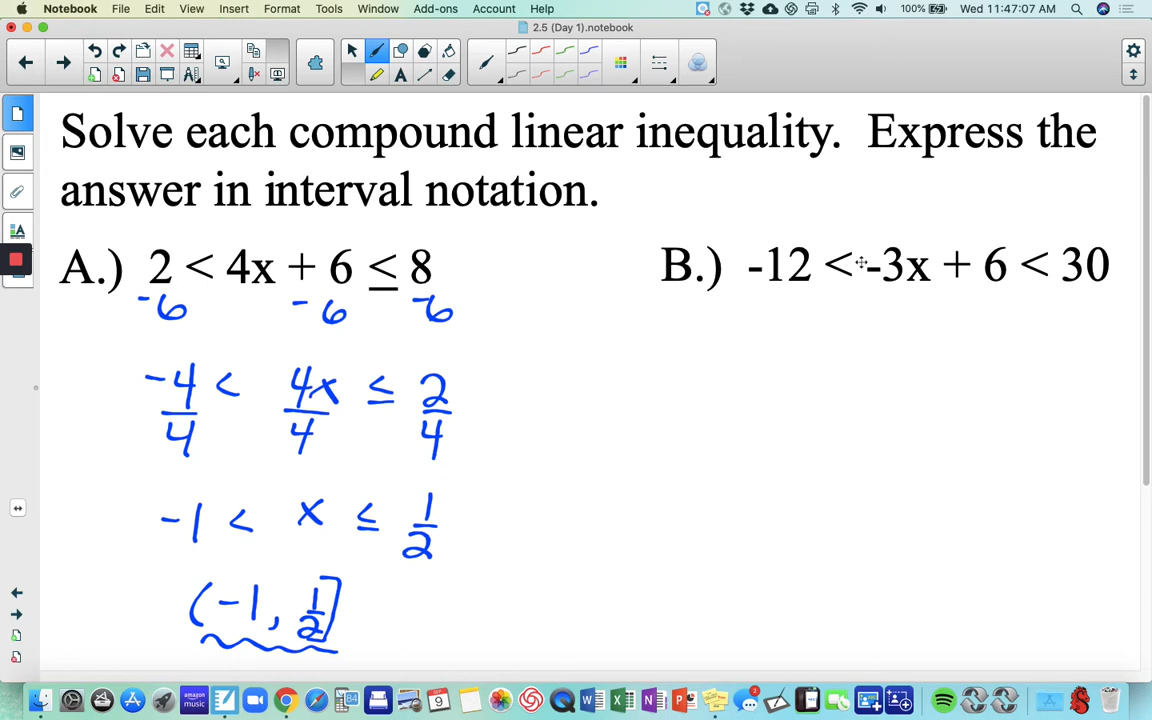 Notebook File Edit View Insert Format Tools Window Add-ons Account Help 100% Wed 11:47:07 AM
2.5 (Day 1).notebook
Solve each compound linear inequality. Express the
answer in interval notation.
A.) 2 < 4x + 6 ≤ 8 B.) -12 < -3x + 6 < 30
-6 -6 -6
-4/4 < 4x/4 ≤ 2/4
-1 < x ≤ 1/2
(-1, 1/2]